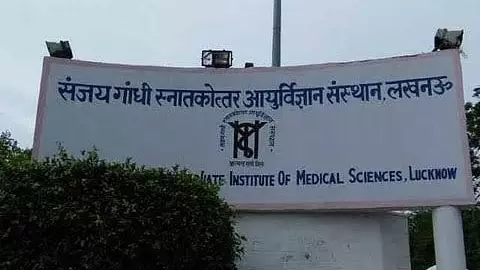 संजय गांधी स्नातकोत्तर आयुर्विज्ञान संस्थान, लखनऊ
INSTITUTE OF MEDICAL SCIENCES, LUCKNOW